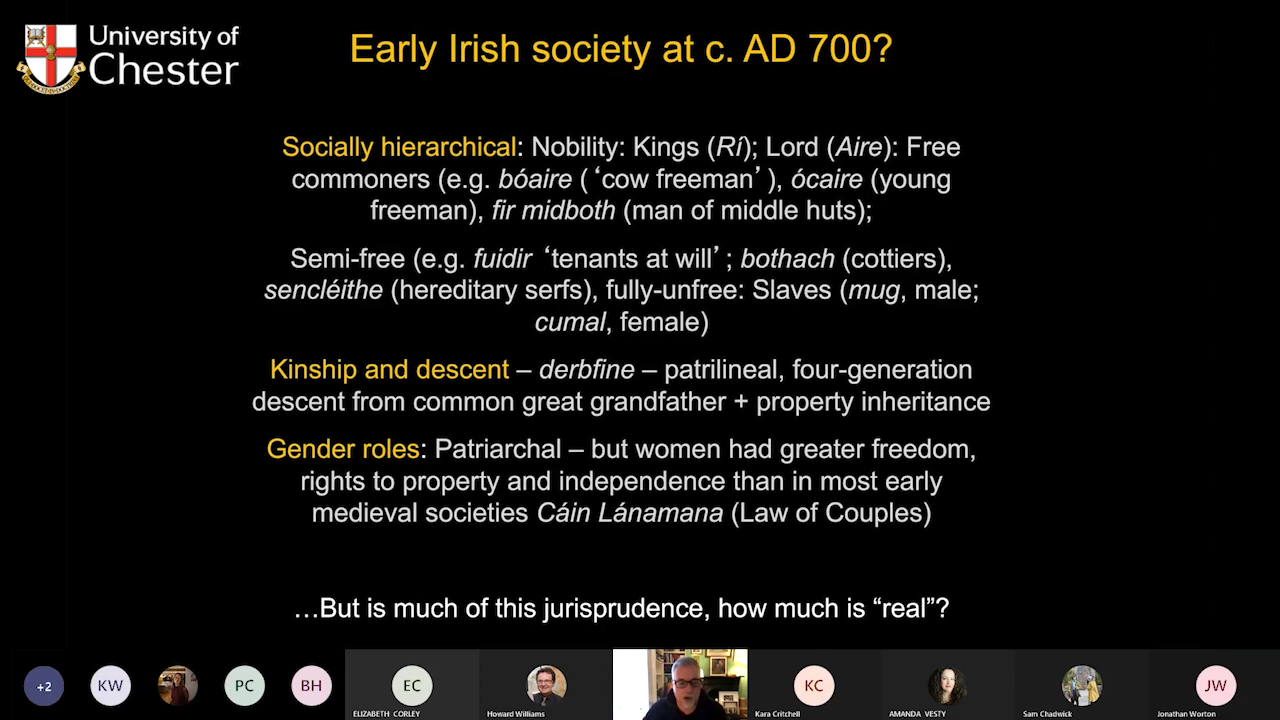 University of
Chester
Early Irish society at c. AD 700?
Socially hierarchical: Nobility: Kings (Rí); Lord (Aire): Free
commoners (e.g. bóaire (‘cow freeman’), ócaire (young
freeman), fir midboth (man of middle huts);
Semi-free (e.g. fuidir ‘tenants at will’; bothach (cottiers),
sencléithe (hereditary serfs), fully-unfree: Slaves (mug, male;
cumal, female)
Kinship and descent – derbfine – patrilineal, four-generation
descent from common great grandfather + property inheritance
Gender roles: Patriarchal – but women had greater freedom,
rights to property and independence than in most early
medieval societies Cáin Lánamana (Law of Couples)
…But is much of this jurisprudence, how much is “real”?
+2
KW
PC
BH
EC
KC
JW
ELIZABETH CORLEY
Howard Williams
Kara Critchell
AMANDA VESTY
Sam Chadwick
Jonathan Worton